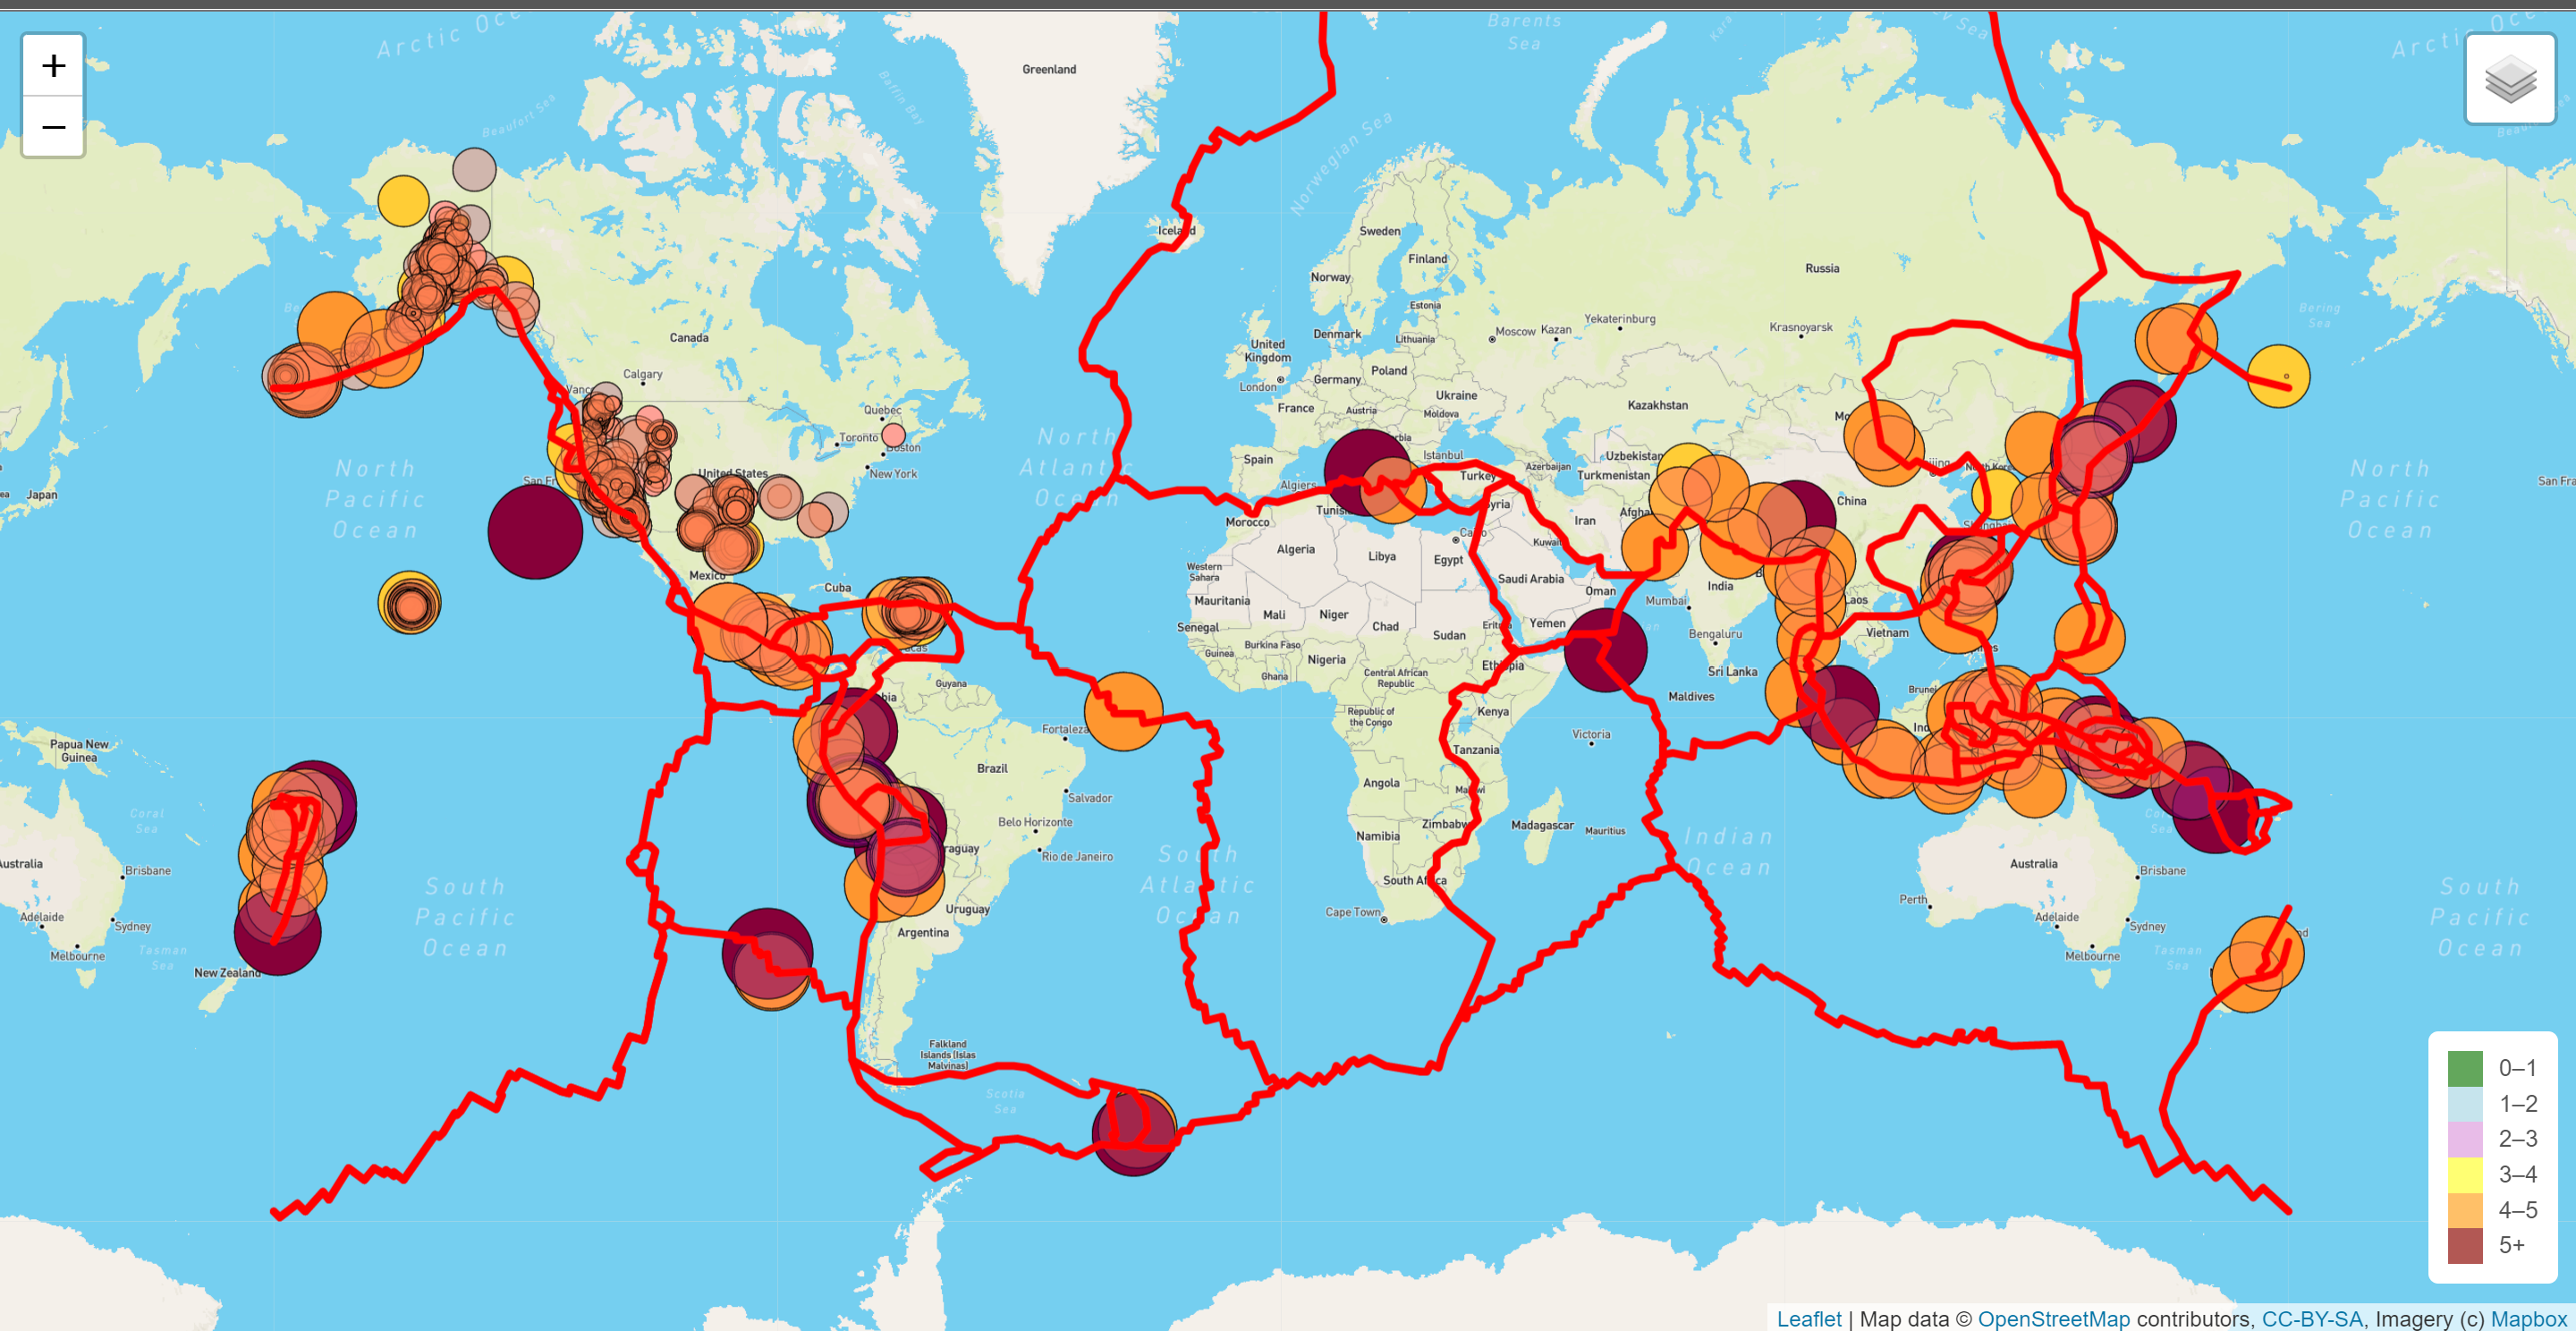 Arctic Oce
Barents
Sea
Kara
Arctic Oce
Greenland
Beaufort Sea
Baffin Bay
Norwegian Sea
Iceland
Sweden
Finland
Norway
Russia
Estonia
Denmark
Lithuania
Moscow
Kazan
Yekaterinburg
Krasnoyarsk
Bering
Sea
Canada
United
Kingdom
London
Germany
Poland
Calgary
Ukraine
Kazakhstan
France
Austria
Moldova
Quebec
Toronto
Boston
New York
North
Atlantic
Ocean
United States
Spain
Istanbul
Turkey
Azerbaijan
Uzbekistan
Turkmenistan
Algiers
China
North
Pacific
Ocean
North
Pacific
Ocean
Japan
San Fr
San Fra
Morocco
Syria
Iran
Algeria
Libya
Egypt
Kuwait
Western
Sahara
Saudi Arabia
Mexico
Cuba
Oman
India
Mumbai
Laos
Mauritania
Mali
Niger
Chad
Sudan
Yemen
Vietnam
Senegal
Bengaluru
Guinea
Burkina Faso
Nigeria
Ethiopia
Ghana
Central African
Republic
Sri Lanka
Maldives
Guyana
Brunei
Republic of
the Congo
Kenya
Fortaleza
Victoria
Papua New
Guinea
Tanzania
Brazil
Angola
Salvador
Coral
Sea
Belo Horizonte
Rio de Janeiro
Namibia
Zimbabwe
Madagascar
Mauritius
Indian
Ocean
South
Atlantic
Ocean
Australia
Brisbane
Australia
Brisbane
South Africa
South
Pacific
Ocean
South
Pacific
Ocean
Uruguay
Argentina
Cape Town
Perth
Adelaide
Sydney
Melbourne
Tasman
Sea
New Zealand
Adelaide
Sydney
Melbourne
Tasman
Sea
Falkland
Islands (Islas
Malvinas)
Scotia
Sea
0–1
1–2
2–3
3–4
4–5
5+
Leaflet | Map data © OpenStreetMap contributors, CC-BY-SA, Imagery (c) Mapbox